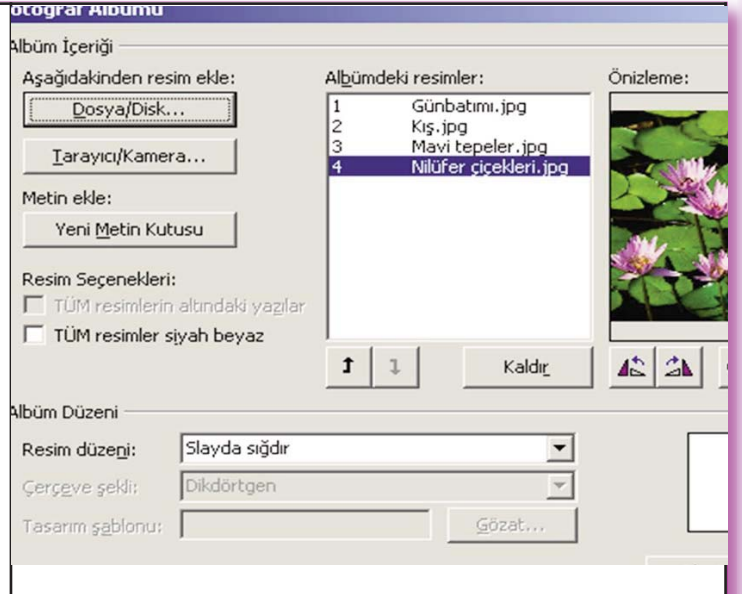 Fotoğraf Albümü
Albüm İçeriği
Aşağıdakinden resim ekle:
Dosya/Disk...
Tarayıcı/Kamera...
Metin ekle:
Yeni Metin Kutusu
Resim Seçenekleri:
TÜM resimlerin altındaki yazılar
TÜM resimler siyah beyaz
Albümdeki resimler:
1 Günbatımı.jpg
2 Kış.jpg
3 Mavi tepeler.jpg
4 Nilüfer çiçekleri.jpg
Kaldır
Önizleme:
Albüm Düzeni
Resim düzeni: Slayda sığdır
Çerçeve şekli: Dikdörtgen
Tasarım şablonu: Gözat...